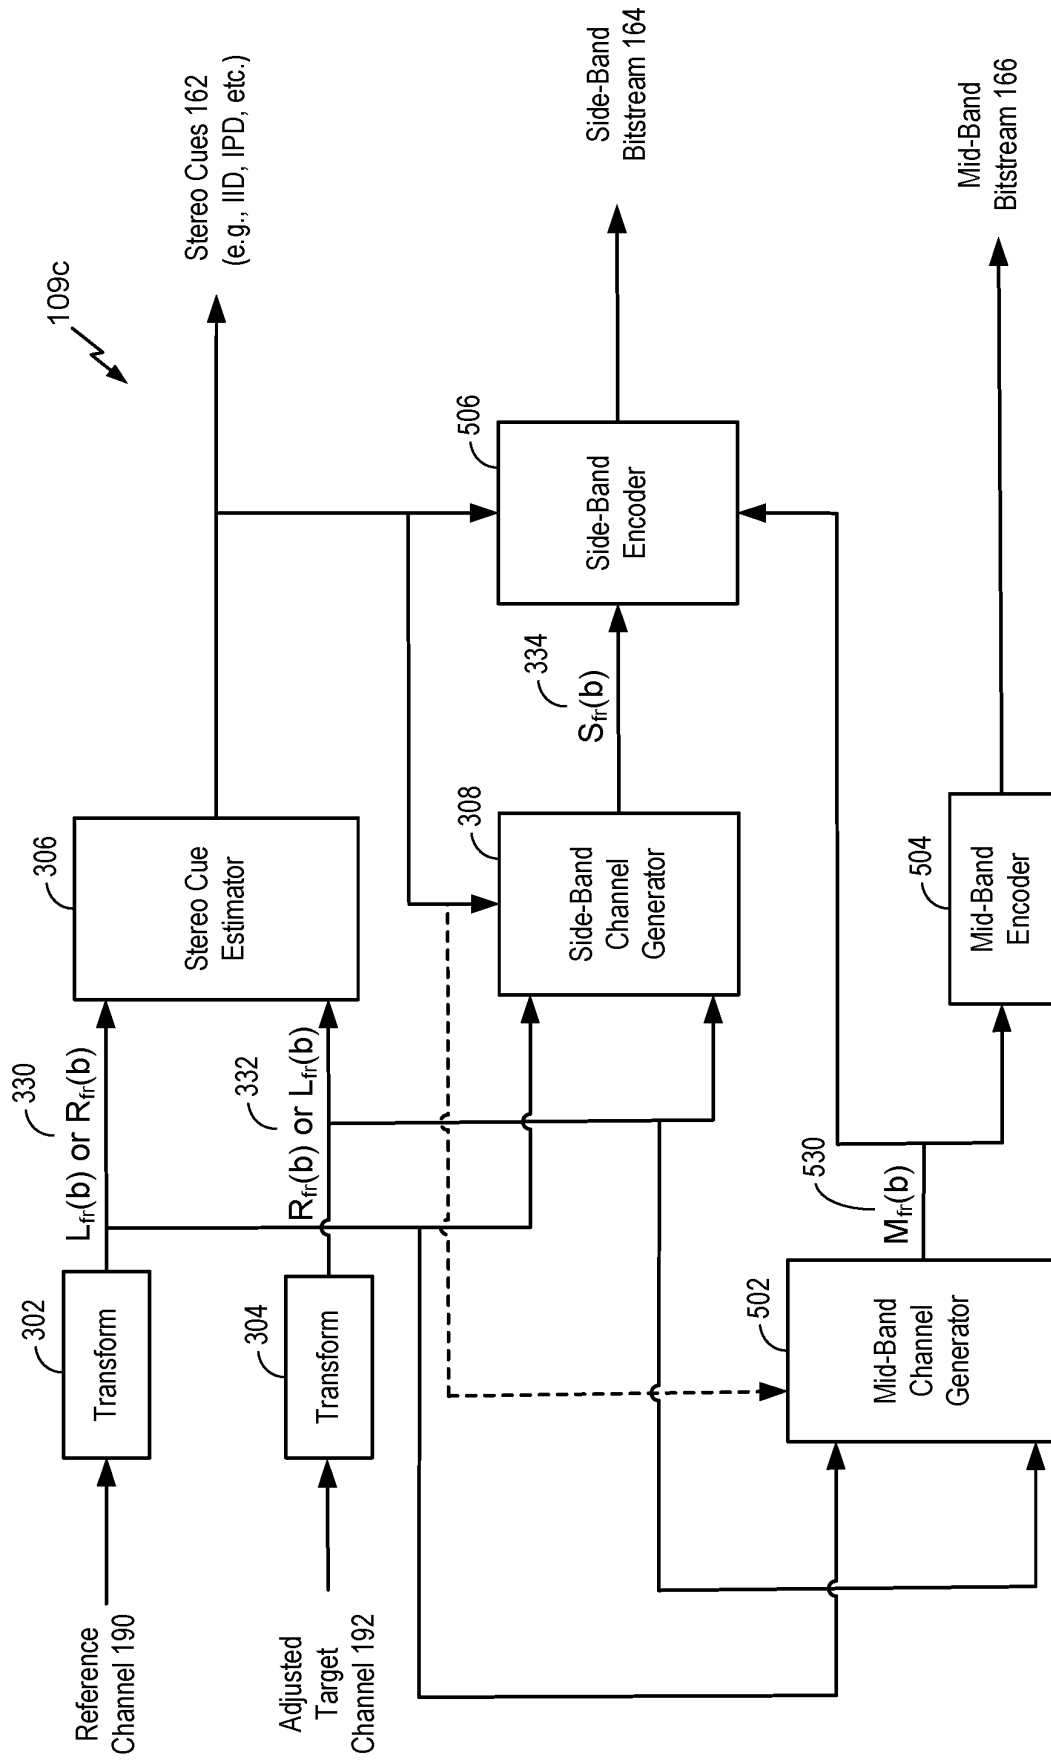 109c
Reference
Channel 190
302
Transform
330
Lfr(b) or Rfr(b)
306
Stereo Cue
Estimator
Stereo Cues 162
(e.g., IID, IPD, etc.)
Adjusted
Target
Channel 192
304
Transform
332
Rfr(b) or Lfr(b)
308
Side-Band
Channel
Generator
334
Sfr(b)
506
Side-Band
Encoder
Side-Band
Bitstream 164
502
Mid-Band
Channel
Generator
530
Mfr(b)
504
Mid-Band
Encoder
Mid-Band
Bitstream 166